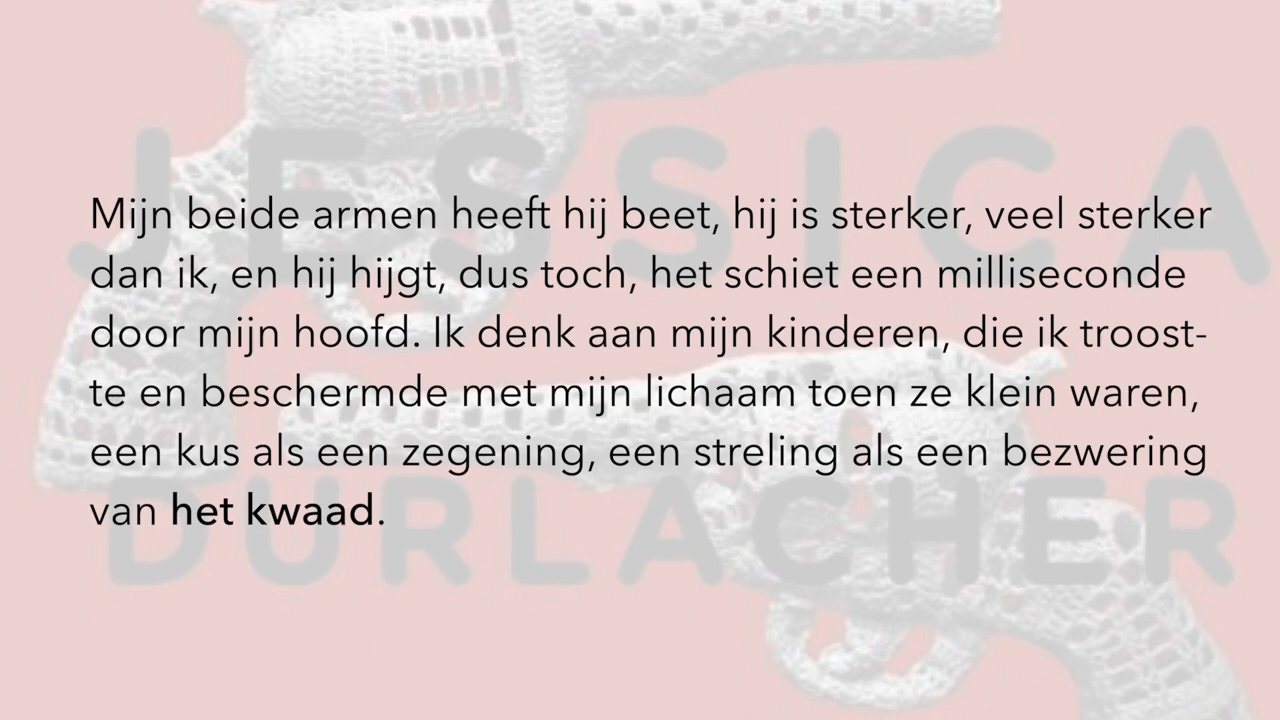 JESSICA
Mijn beide armen heeft hij beet, hij is sterker, veel sterker
dan ik, en hij hijgt, dus toch, het schiet een milliseconde
door mijn hoofd. Ik denk aan mijn kinderen, die ik troost-
te en beschermde met mijn lichaam toen ze klein waren,
een kus als een zegening, een streling als een bezwering
van het kwaad.
DURLACHER